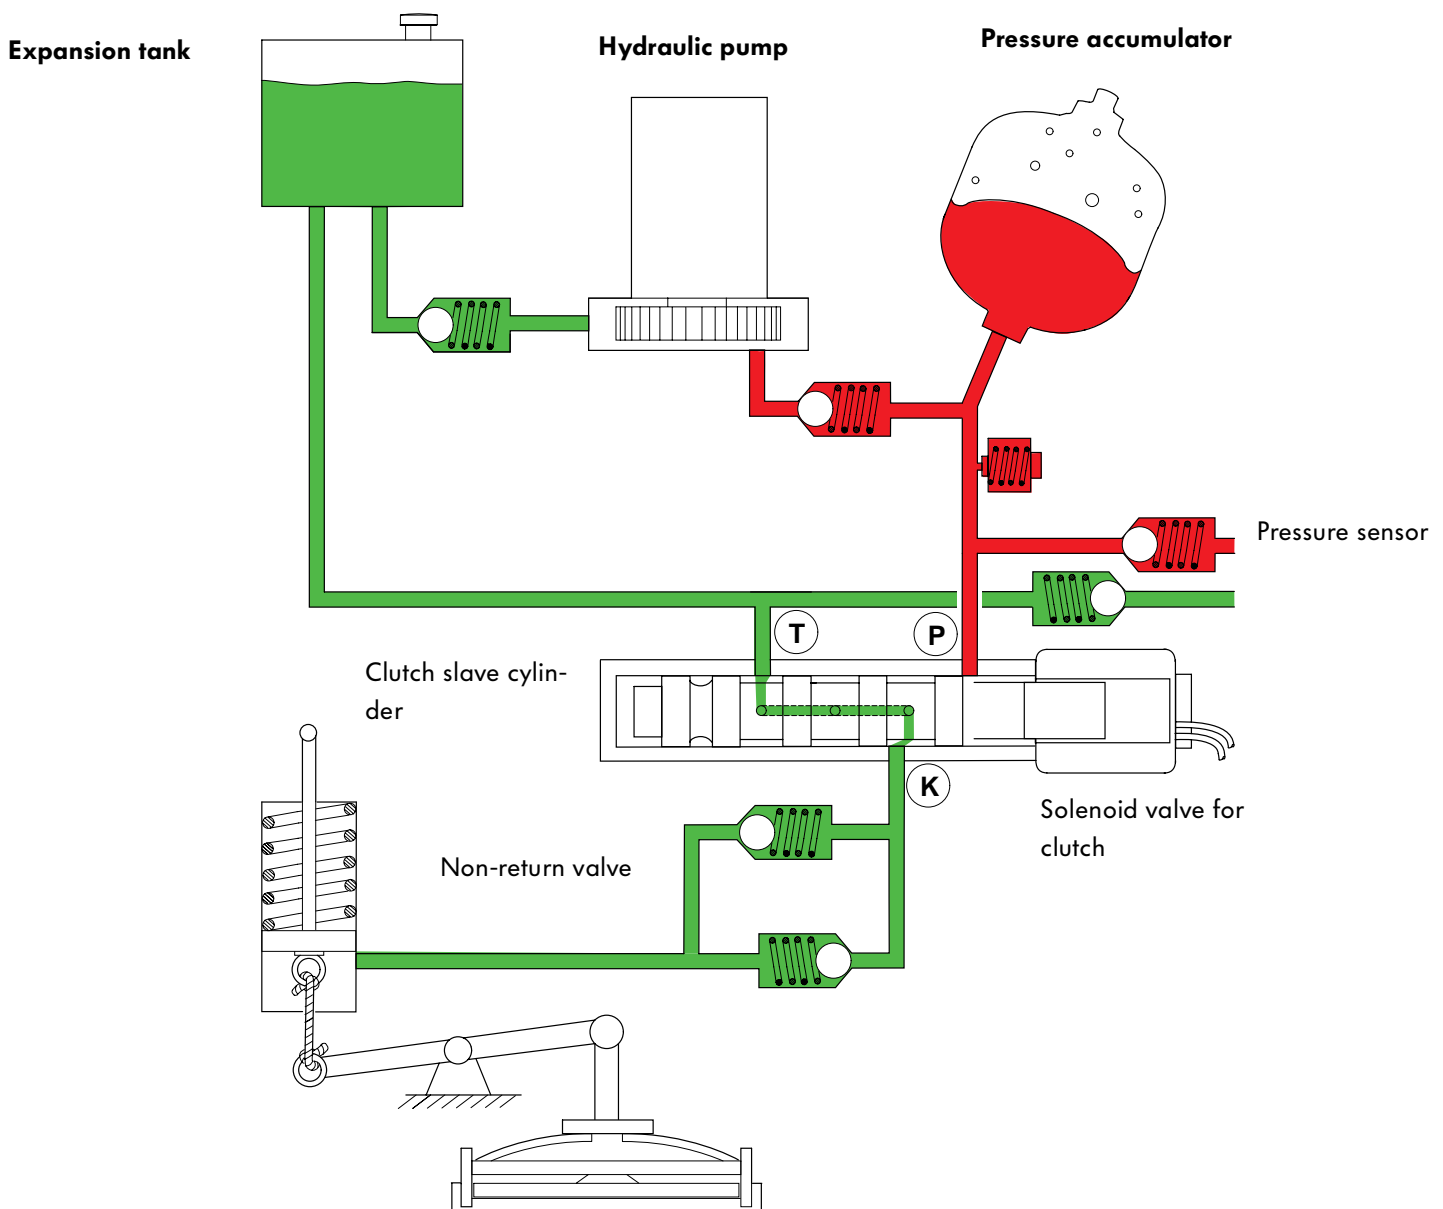 Expansion tank
Hydraulic pump
Pressure accumulator
Pressure sensor
T
P
Clutch slave cylin-
der
K
Solenoid valve for
clutch
Non-return valve